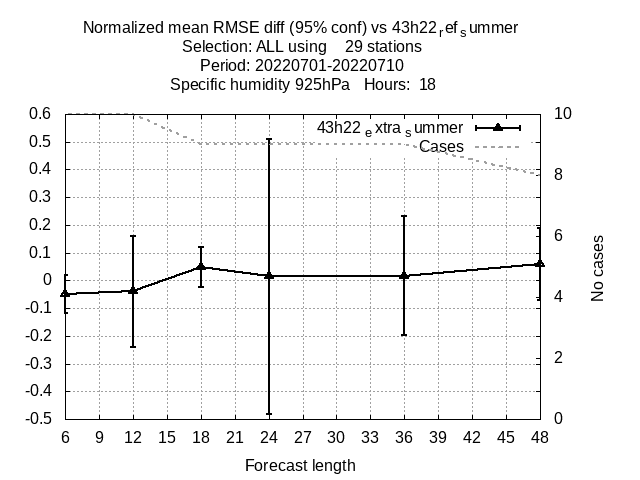 Normalized mean RMSE diff (95% conf) vs 43h22refsummer
Selection: ALL using 29 stations
Period: 20220701-20220710
Specific humidity 925hPa Hours: 18
0.6
0.5
0.4
0.3
0.2
0.1
0
-0.1
-0.2
-0.3
-0.4
-0.5
43h22extrasummer
Cases
10
8
6
4
2
0
No cases
6 9 12 15 18 21 24 27 30 33 36 39 42 45 48
Forecast length